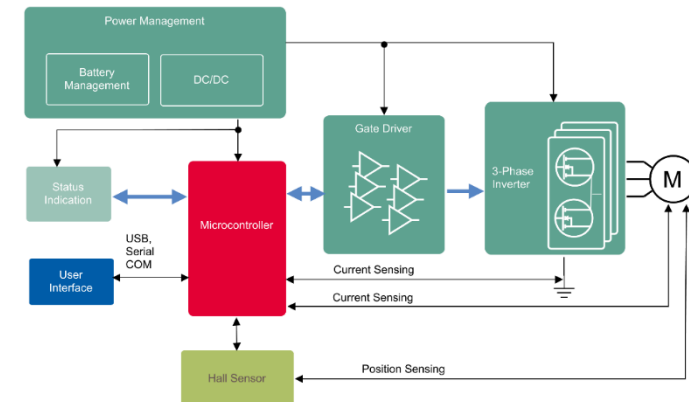 Power Management
Battery
Management
DC/DC
Gate Driver
3-Phase
Inverter
M
Status
Indication
Microcontroller
USB,
Serial
COM
User
Interface
Current Sensing
Current Sensing
Position Sensing
Hall Sensor